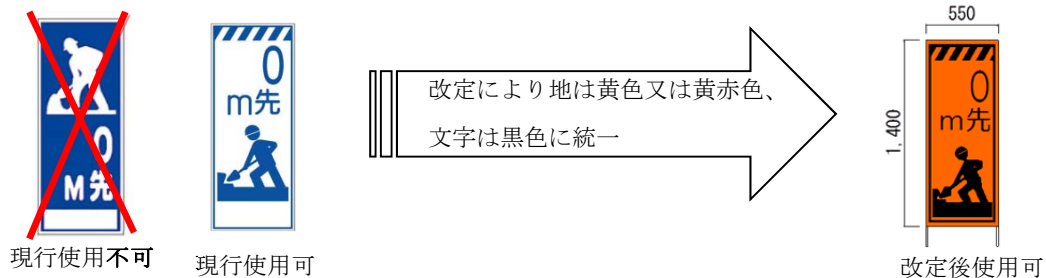 0
M先
現行使用不可
0
m先
現行使用可
改定により地は黄色又は黄赤色、
文字は黒色に統一
550
1,400
0
m先
改定後使用可